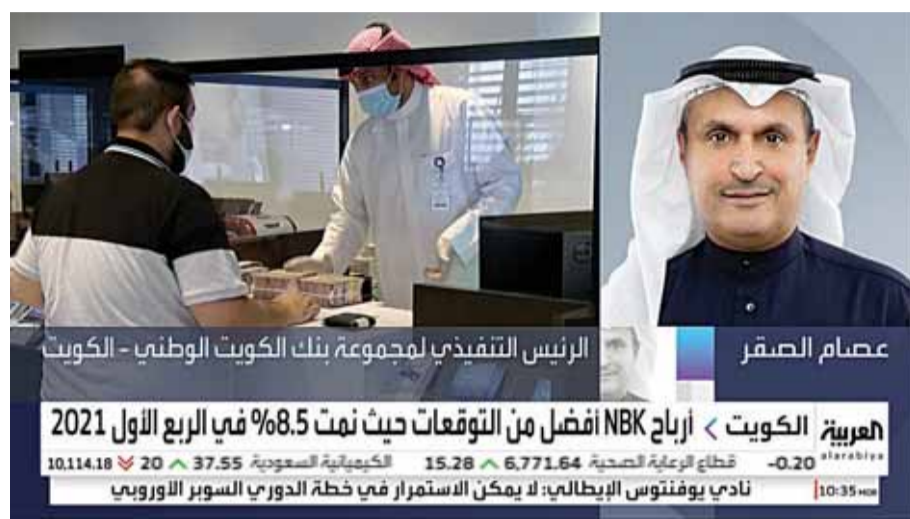 عصام الصقر
الرئيس التنفيذي لمجموعة بنك الكويت الوطني - الكويت
العربية
alarabiya
الكويت > أرباح NBK أفضل من التوقعات حيث نمت 8.5% في الربع الأول 2021
-0.20 قطاع الرعاية الصحية 6,771.64 15.28 الكيميائية السعودية 37.55 20 10,114.18
10:35 نادي يوفنتوس الإيطالي: لا يمكن الاستمرار في خطة الدوري السوبر الاوروبي